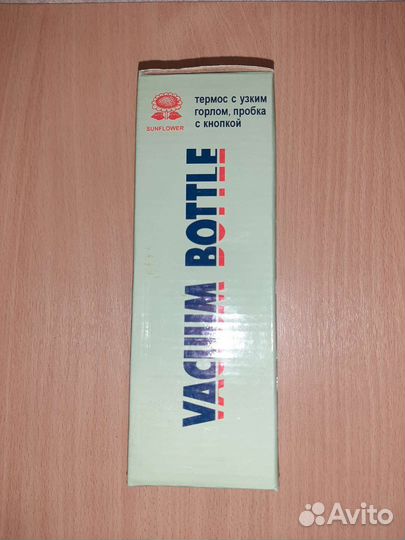 термос с узким
горлом, пробка
с кнопкой
SUNFLOWER
VACUUM BOTTLE
Avito